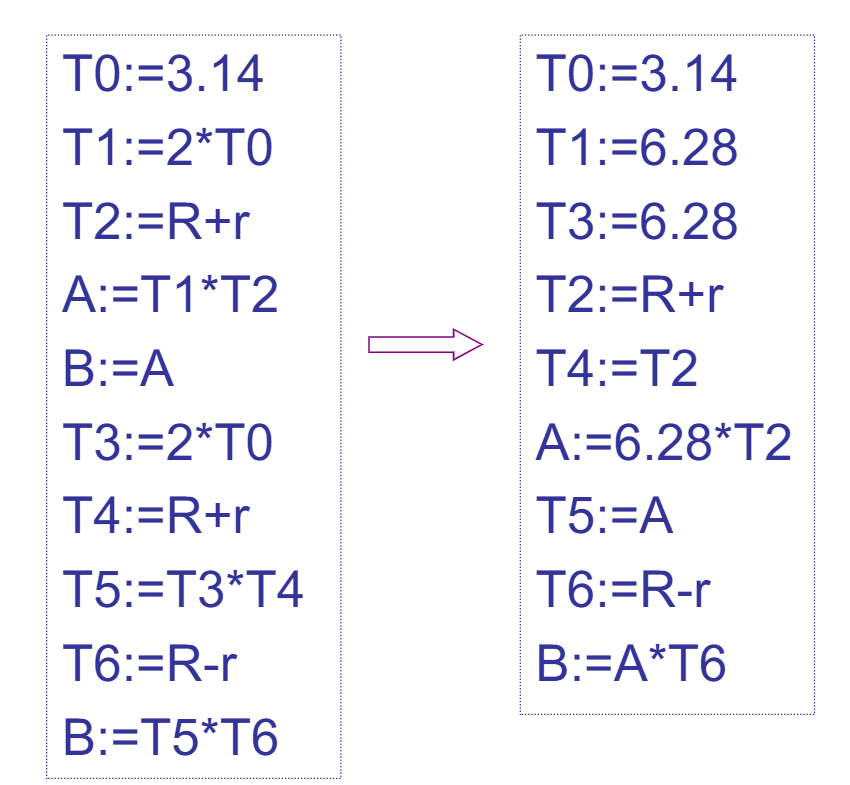 T0:=3.14
T1:=2*T0
T2:=R+r
A:=T1*T2
B:=A
T3:=2*T0
T4:=R+r
T5:=T3*T4
T6:=R-r
B:=T5*T6
T0:=3.14
T1:=6.28
T3:=6.28
T2:=R+r
T4:=T2
A:=6.28*T2
T5:=A
T6:=R-r
B:=A*T6